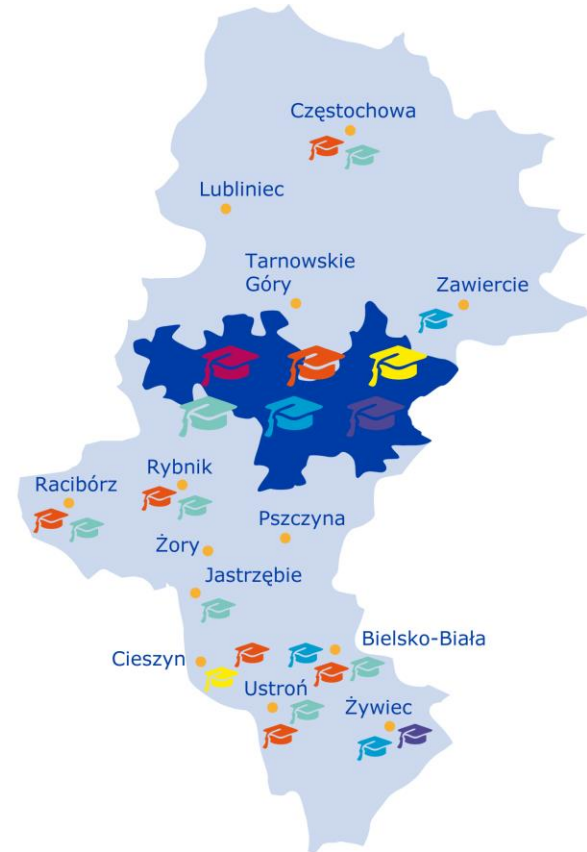 Częstochowa
Lubliniec
Tarnowskie
Góry
Zawiercie
Rybnik
Racibórz
Pszczyna
Żory
Jastrzębie
Bielsko-Biała
Cieszyn
Ustroń
Żywiec